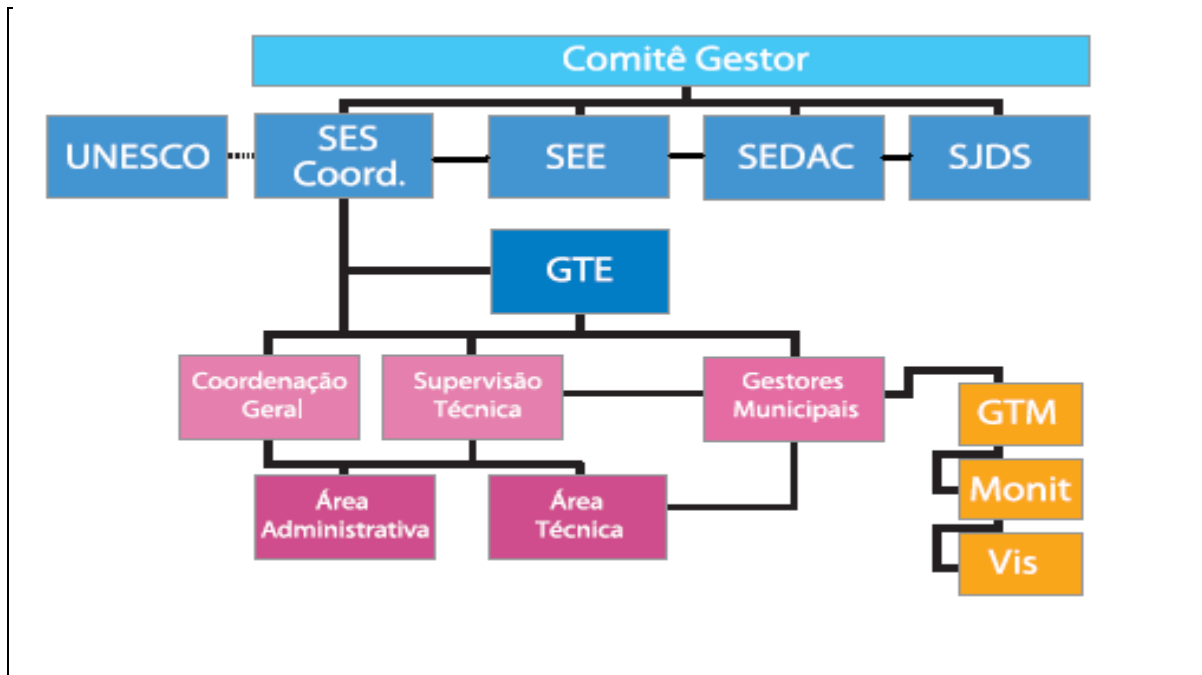 Comitê Gestor
UNESCO
SES
Coord.
SEE
SEDAC
SJDS
GTE
Coordenação
Geral
Supervisão
Técnica
Gestores
Municipais
GTM
Monit
Vis
Área
Administrativa
Área
Técnica